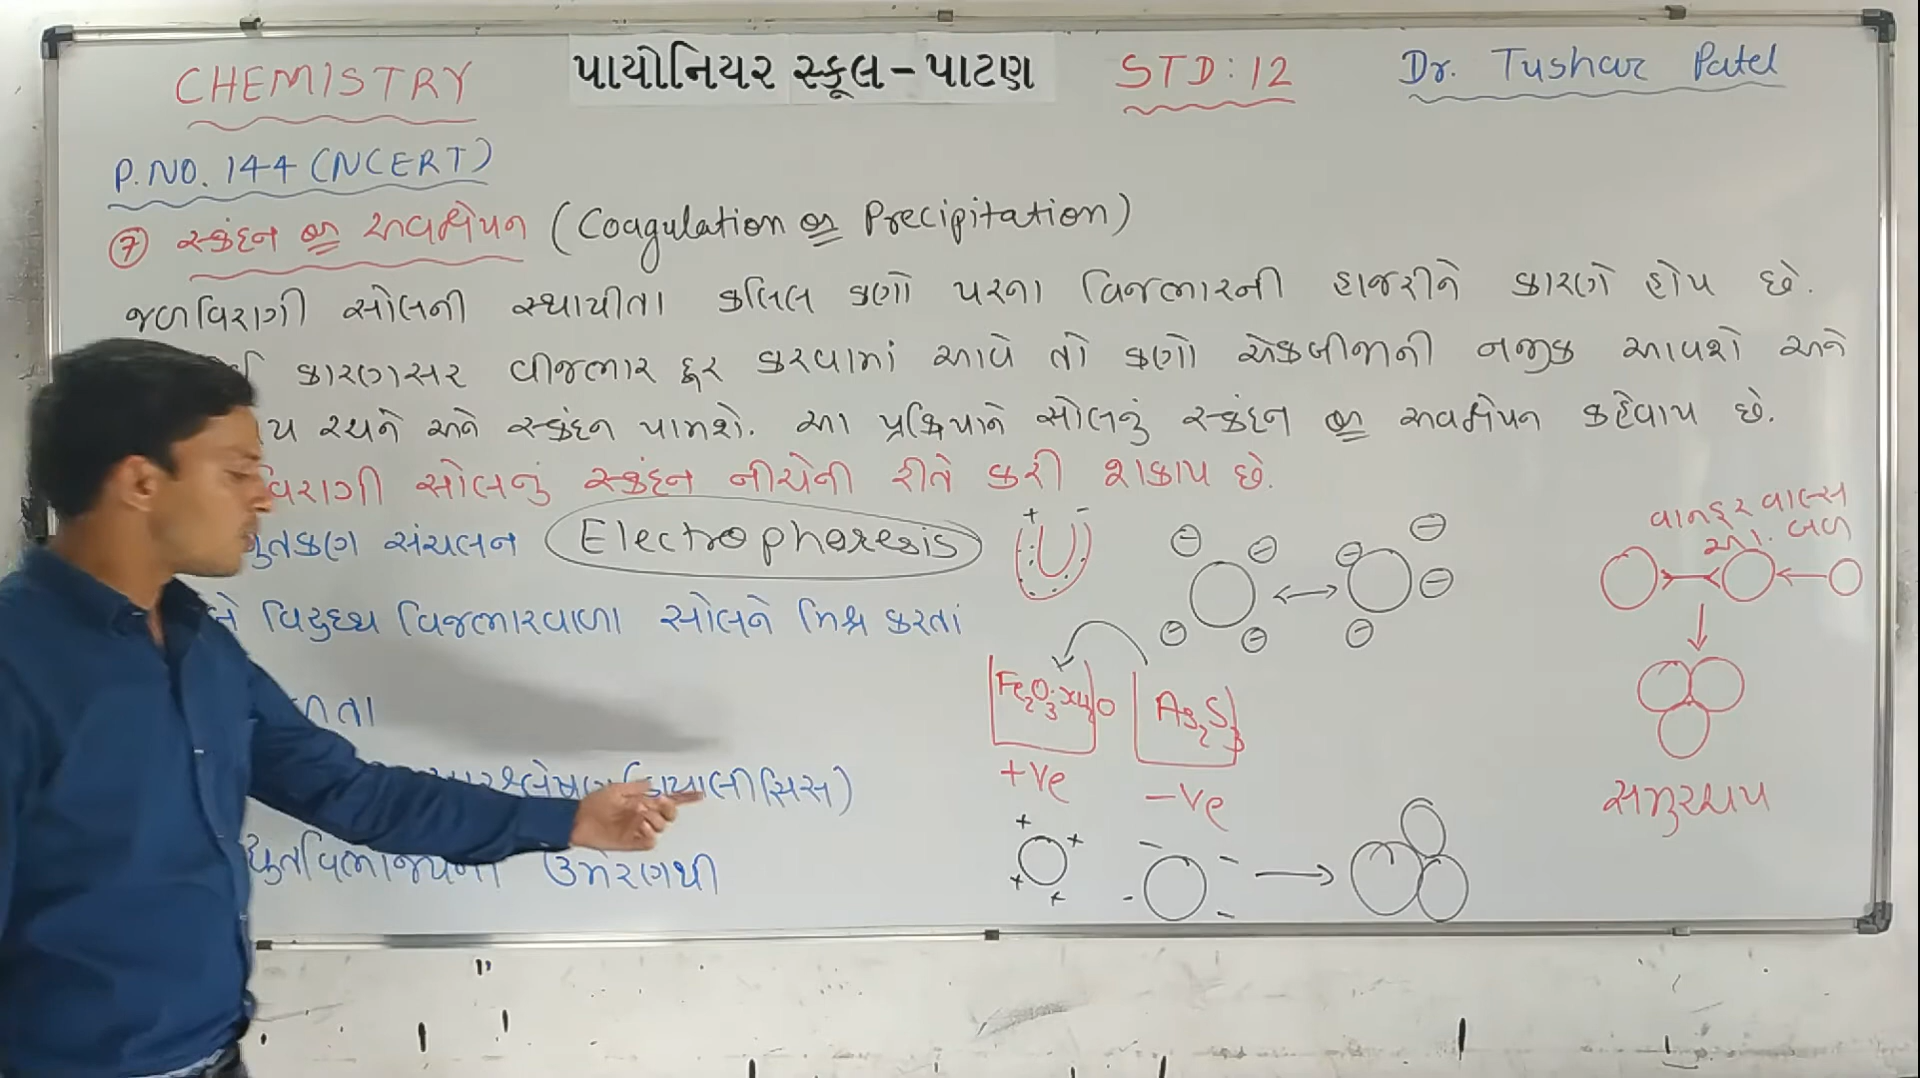 CHEMISTRY પાયોનિયર સ્કૂલ – પાટણ STD: 12 Dr. Tushar Patel
P.NO. 144 (NCERT)
⑦ સ્કંદન or અવક્ષેપન (Coagulation or Precipitation)
જળવિરાગી સોલની સ્થાયીતા કલિલ કણો પરના વિજભારની હાજરીને કારણે હોય છે.
કારણસર વીજભાર દૂર કરવામાં આવે તો કણો એકબીજાની નજીક આવશે અને
રચને અને સ્કંદન પામશે. આ પ્રક્રિયાને સોલનું સ્કંદન or અવક્ષેપન કહેવાય છે.
વિરાગી સોલનું સ્કંદન નીચેની રીતે કરી શકાય છે.
સંચલન Electrophoresis
વિરુધ્ધ વિજભારવાળા સોલને મિશ્ર કરતાં
ડાયાલીસિસ)
ઉમેરણથી
+ -
વાનડર વાલ્સ
આ. બળ
Fe₂O₃·xH₂O As₂S₃
+ve -ve
સમુચ્ચય